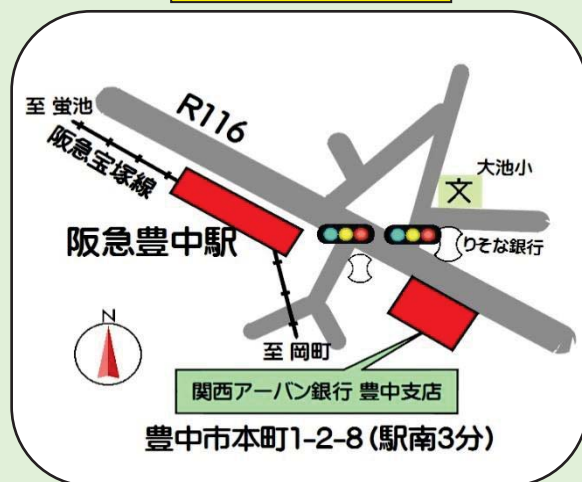 至 蛍池
R116
阪急宝塚線
大池小
文
阪急豊中駅
りそな銀行
N
至 岡町
関西アーバン銀行 豊中支店
豊中市本町1-2-8(駅南3分)